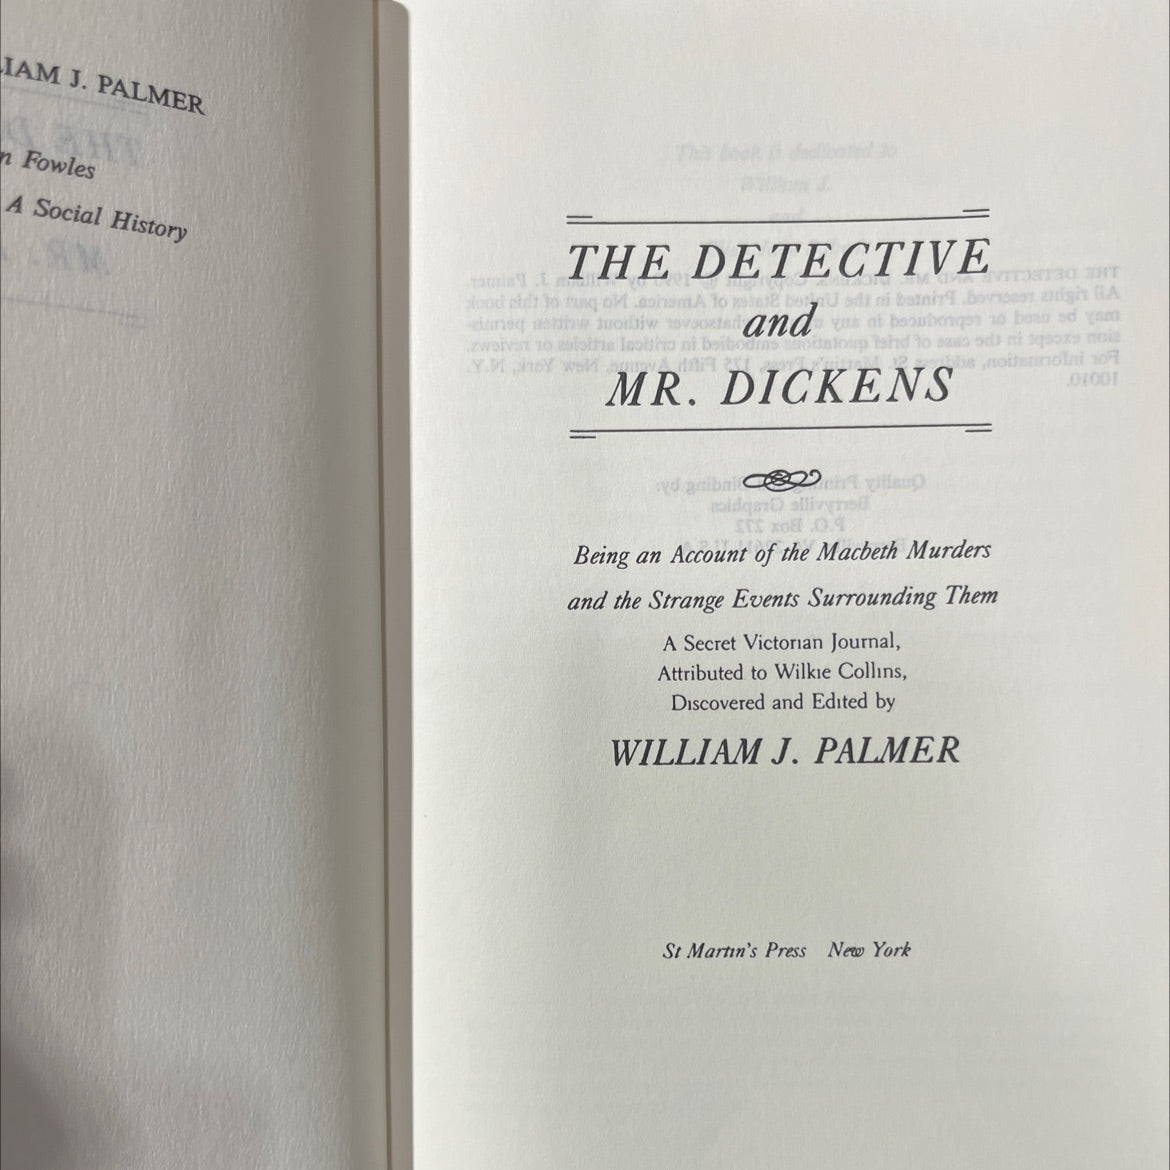 LIAM J. PALMER
n Fowles
A Social History
THE DETECTIVE
and
MR. DICKENS
Being an Account of the Macbeth Murders
and the Strange Events Surrounding Them
A Secret Victorian Journal,
Attributed to Wilkie Collins,
Discovered and Edited by
WILLIAM J. PALMER
St Martin's Press New York